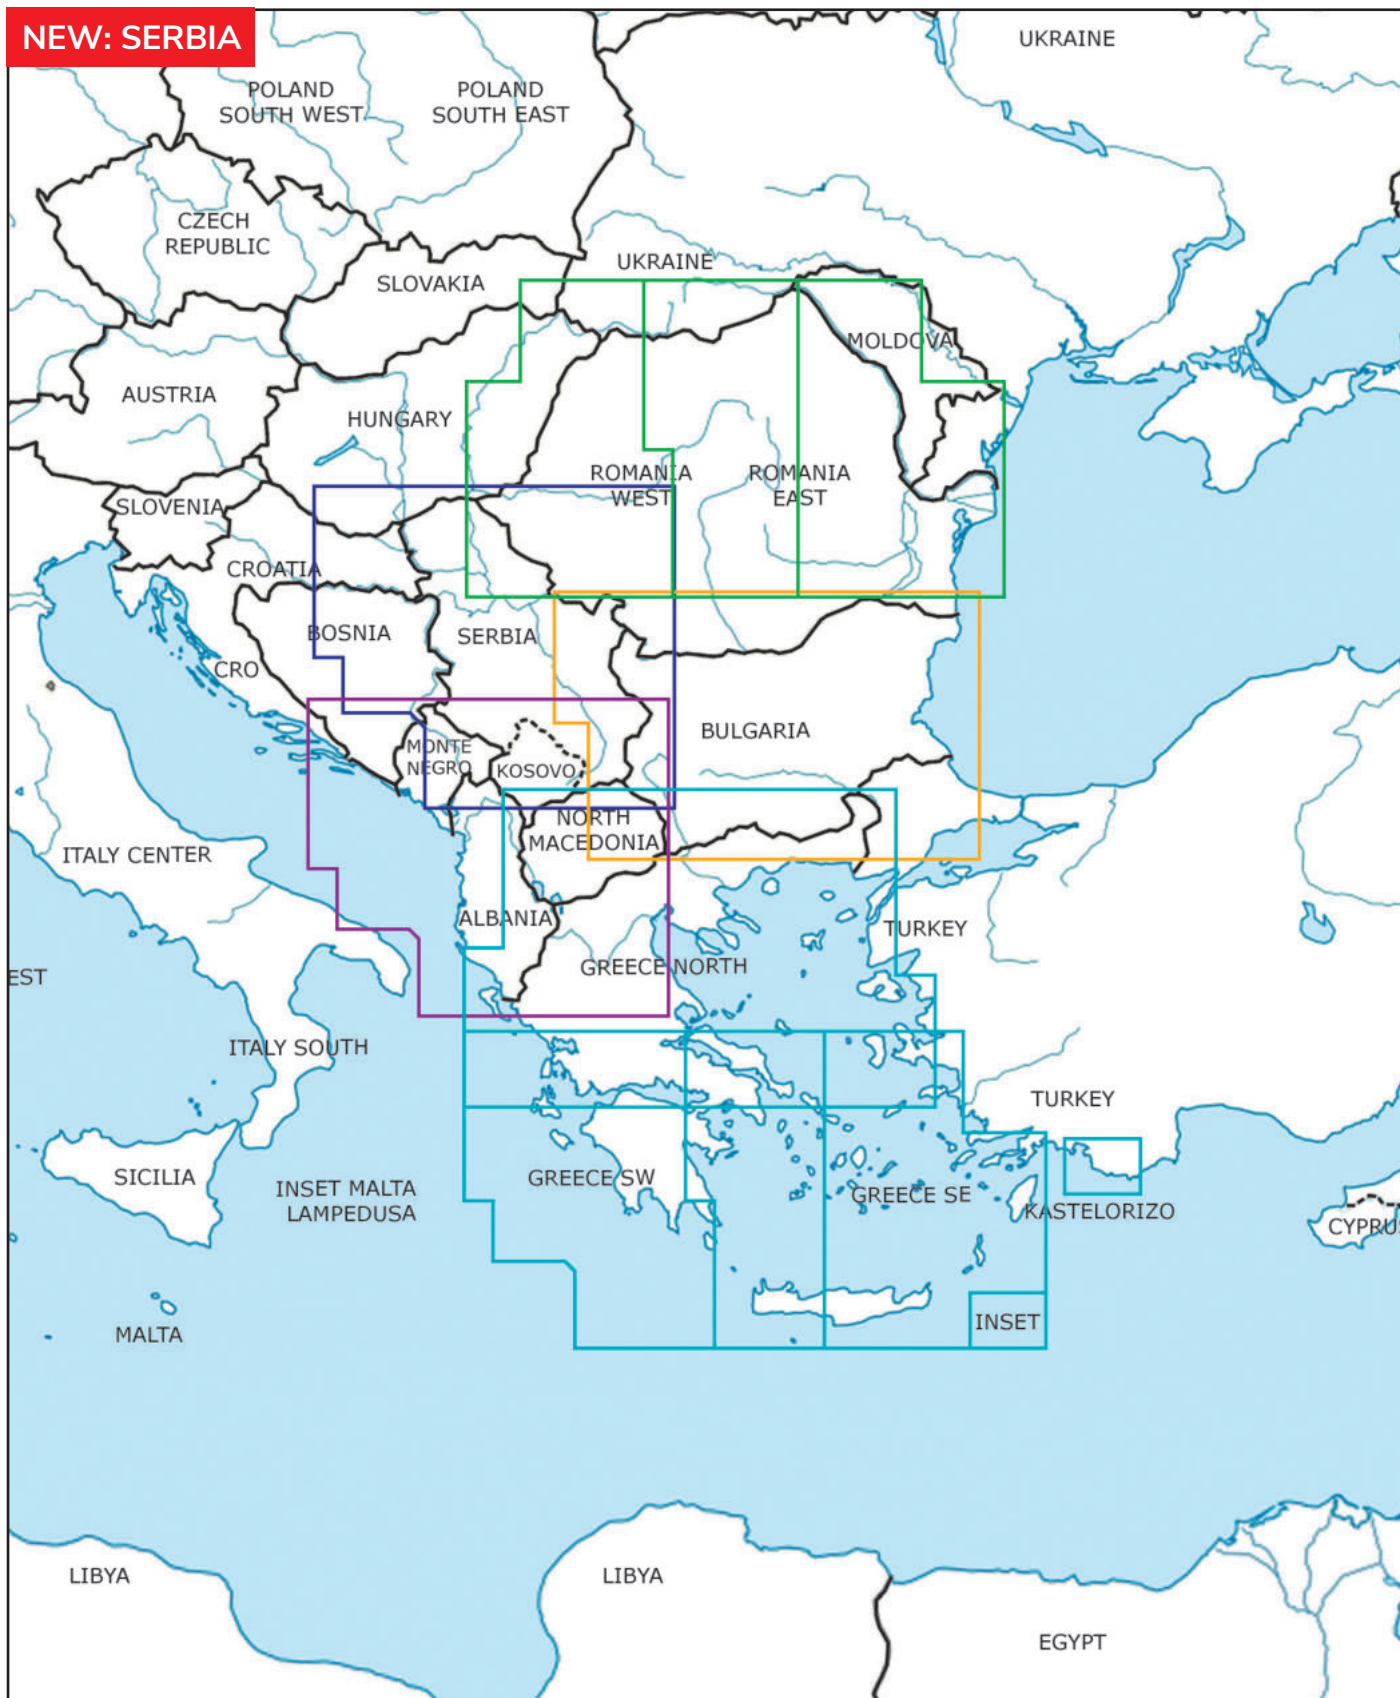 NEW: SERBIA
UKRAINE
POLAND
SOUTH WEST
POLAND
SOUTH EAST
CZECH
REPUBLIC
SLOVAKIA
UKRAINE
MOLDOVA
AUSTRIA
HUNGARY
ROMANIA
WEST
ROMANIA
EAST
SLOVENIA
CROATIA
BOSNIA
SERBIA
CRO
BULGARIA
MONTE
NEGRO
KOSOVO
NORTH
MACEDONIA
ITALY CENTER
ALBANIA
TURKEY
GREECE NORTH
EST
ITALY SOUTH
TURKEY
SICILIA
INSET MALTA
LAMPEDUSA
GREECE SW
GREECE SE
KASTELORIZO
CYPRUS
INSET
MALTA
LIBYA
LIBYA
EGYPT